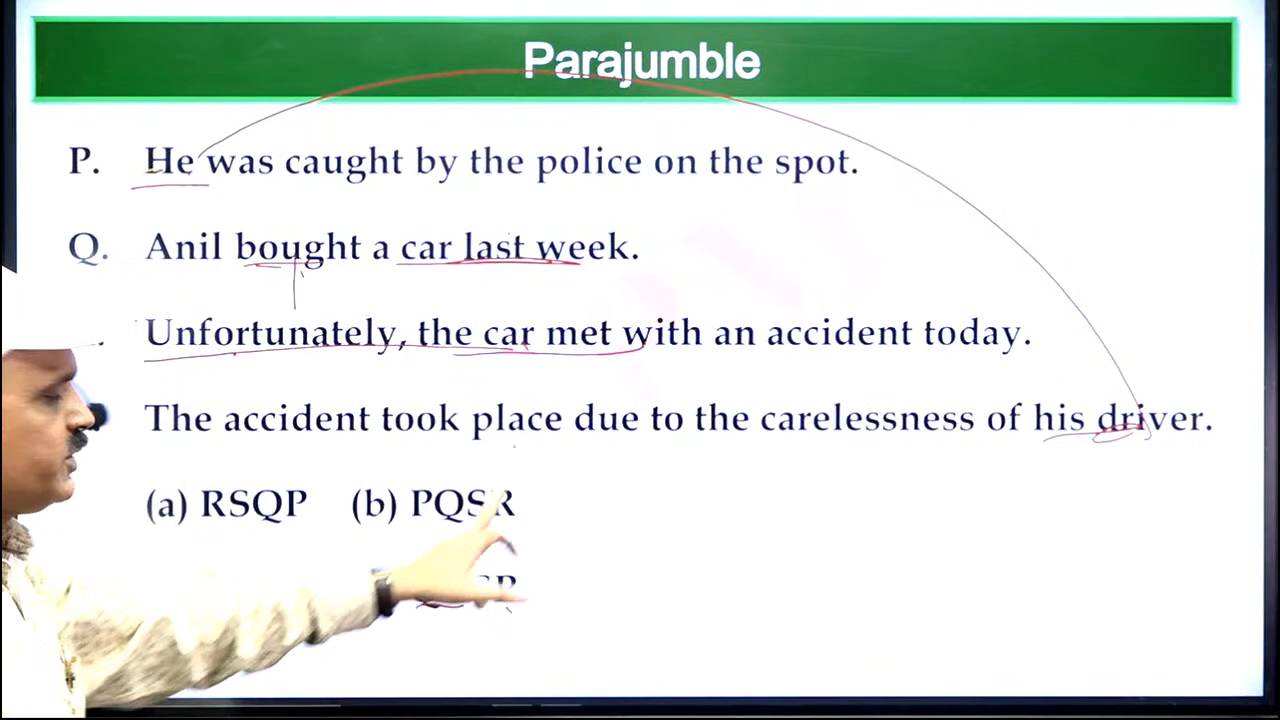 Parajumble
P. He was caught by the police on the spot.
Q. Anil bought a car last week.
Unfortunately, the car met with an accident today.
The accident took place due to the carelessness of his driver.
(a) RSQP (b) PQSR